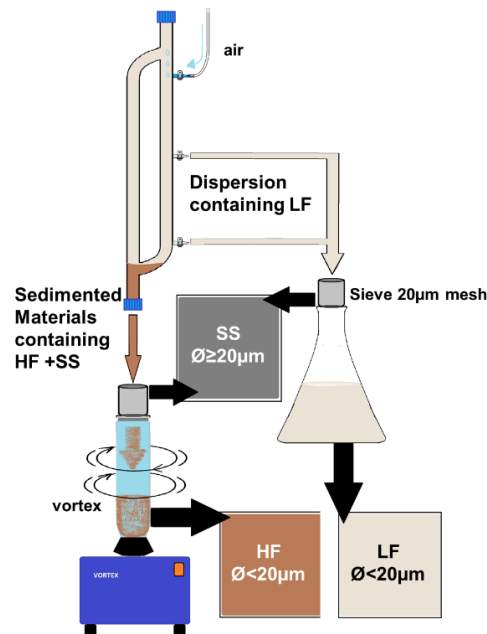 air
Dispersion
containing LF
Sedimented
Materials
containing
HF +SS
Sieve 20µm mesh
SS
Ø≥20µm
vortex
VORTEX
HF
Ø<20µm
LF
Ø<20µm